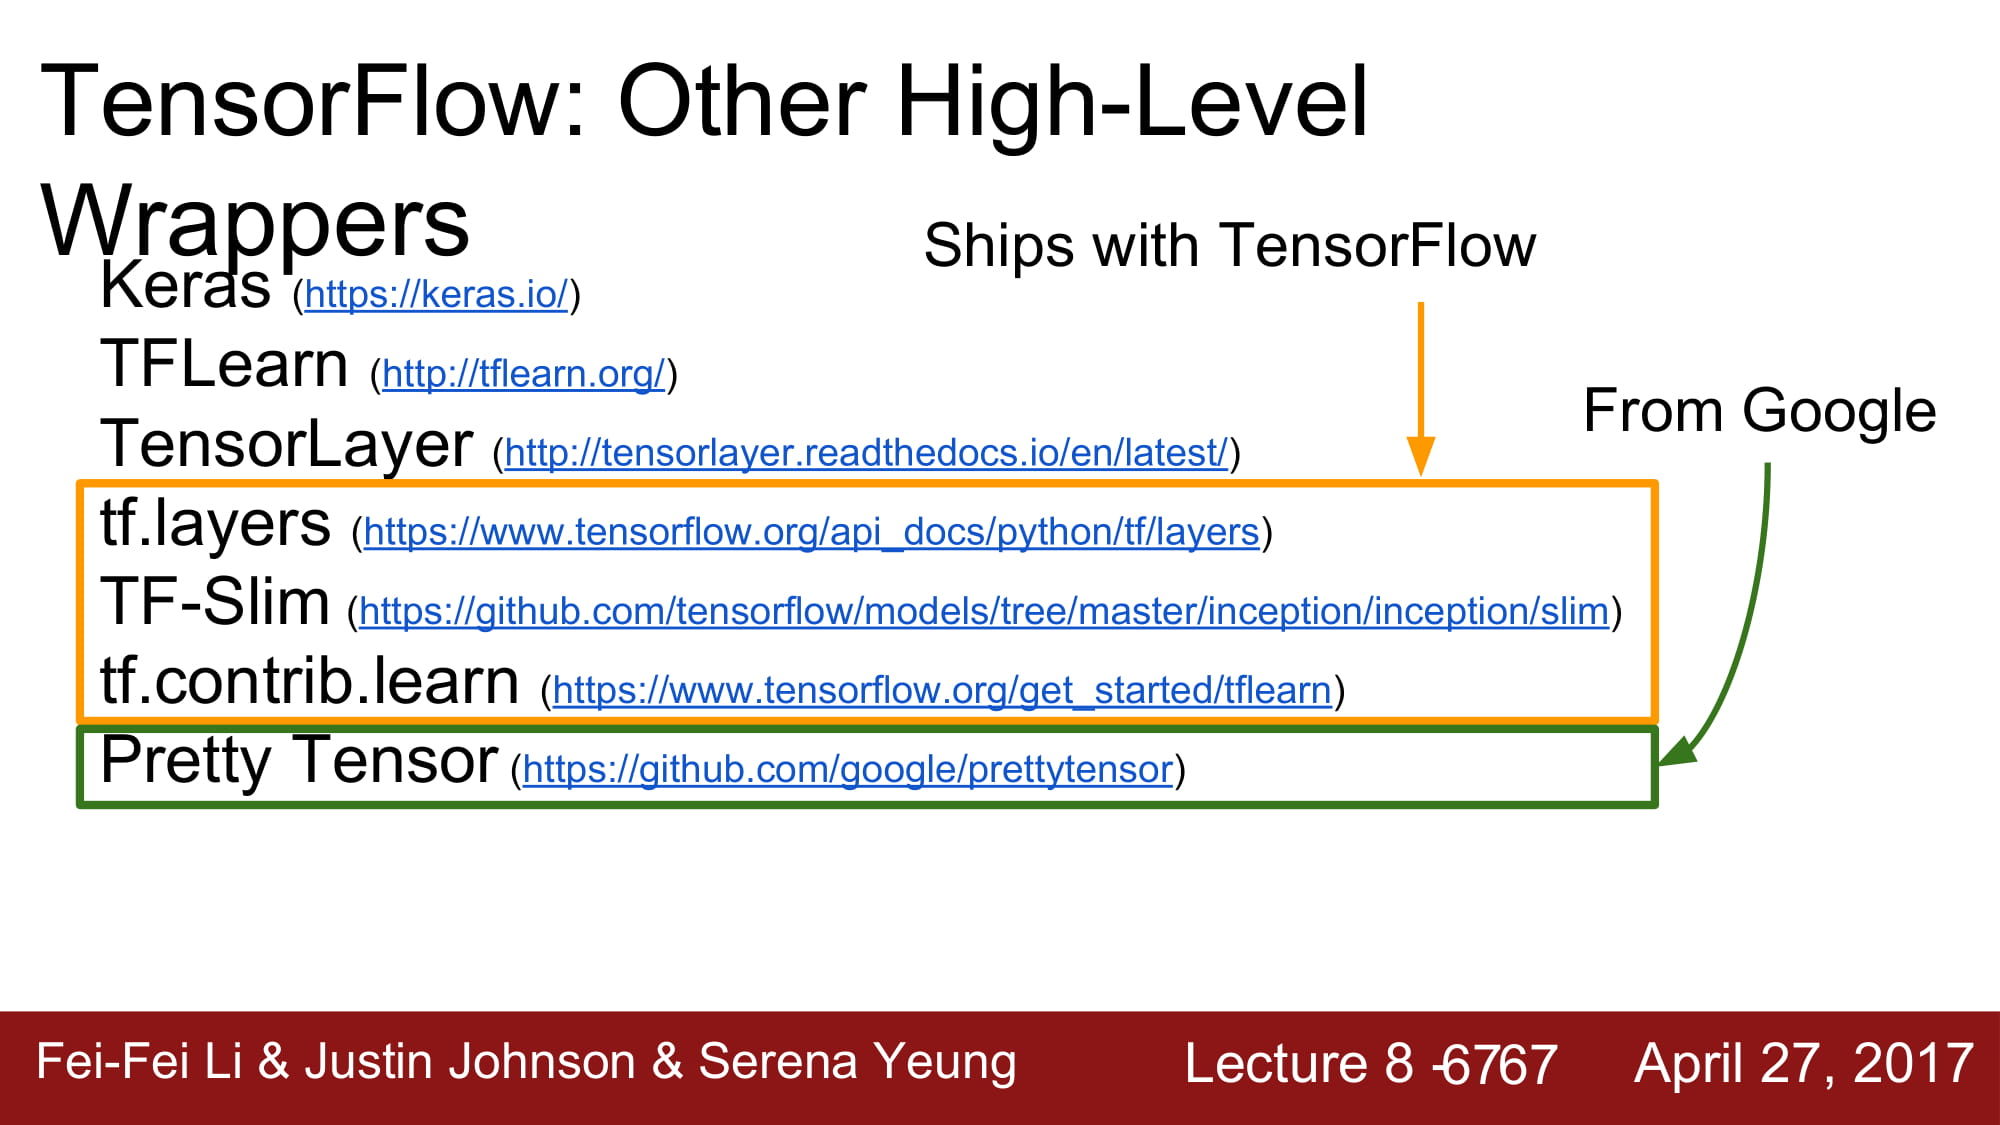 TensorFlow: Other High-Level
Wrappers
Ships with TensorFlow
Keras (https://keras.io/)
TFLearn (http://tflearn.org/)
From Google
TensorLayer (http://tensorlayer.readthedocs.io/en/latest/)
tf.layers (https://www.tensorflow.org/api_docs/python/tf/layers)
TF-Slim (https://github.com/tensorflow/models/tree/master/inception/inception/slim)
tf.contrib.learn (https://www.tensorflow.org/get_started/tflearn)
Pretty Tensor (https://github.com/google/prettytensor)
Fei-Fei Li & Justin Johnson & Serena Yeung Lecture 8 -6767 April 27, 2017